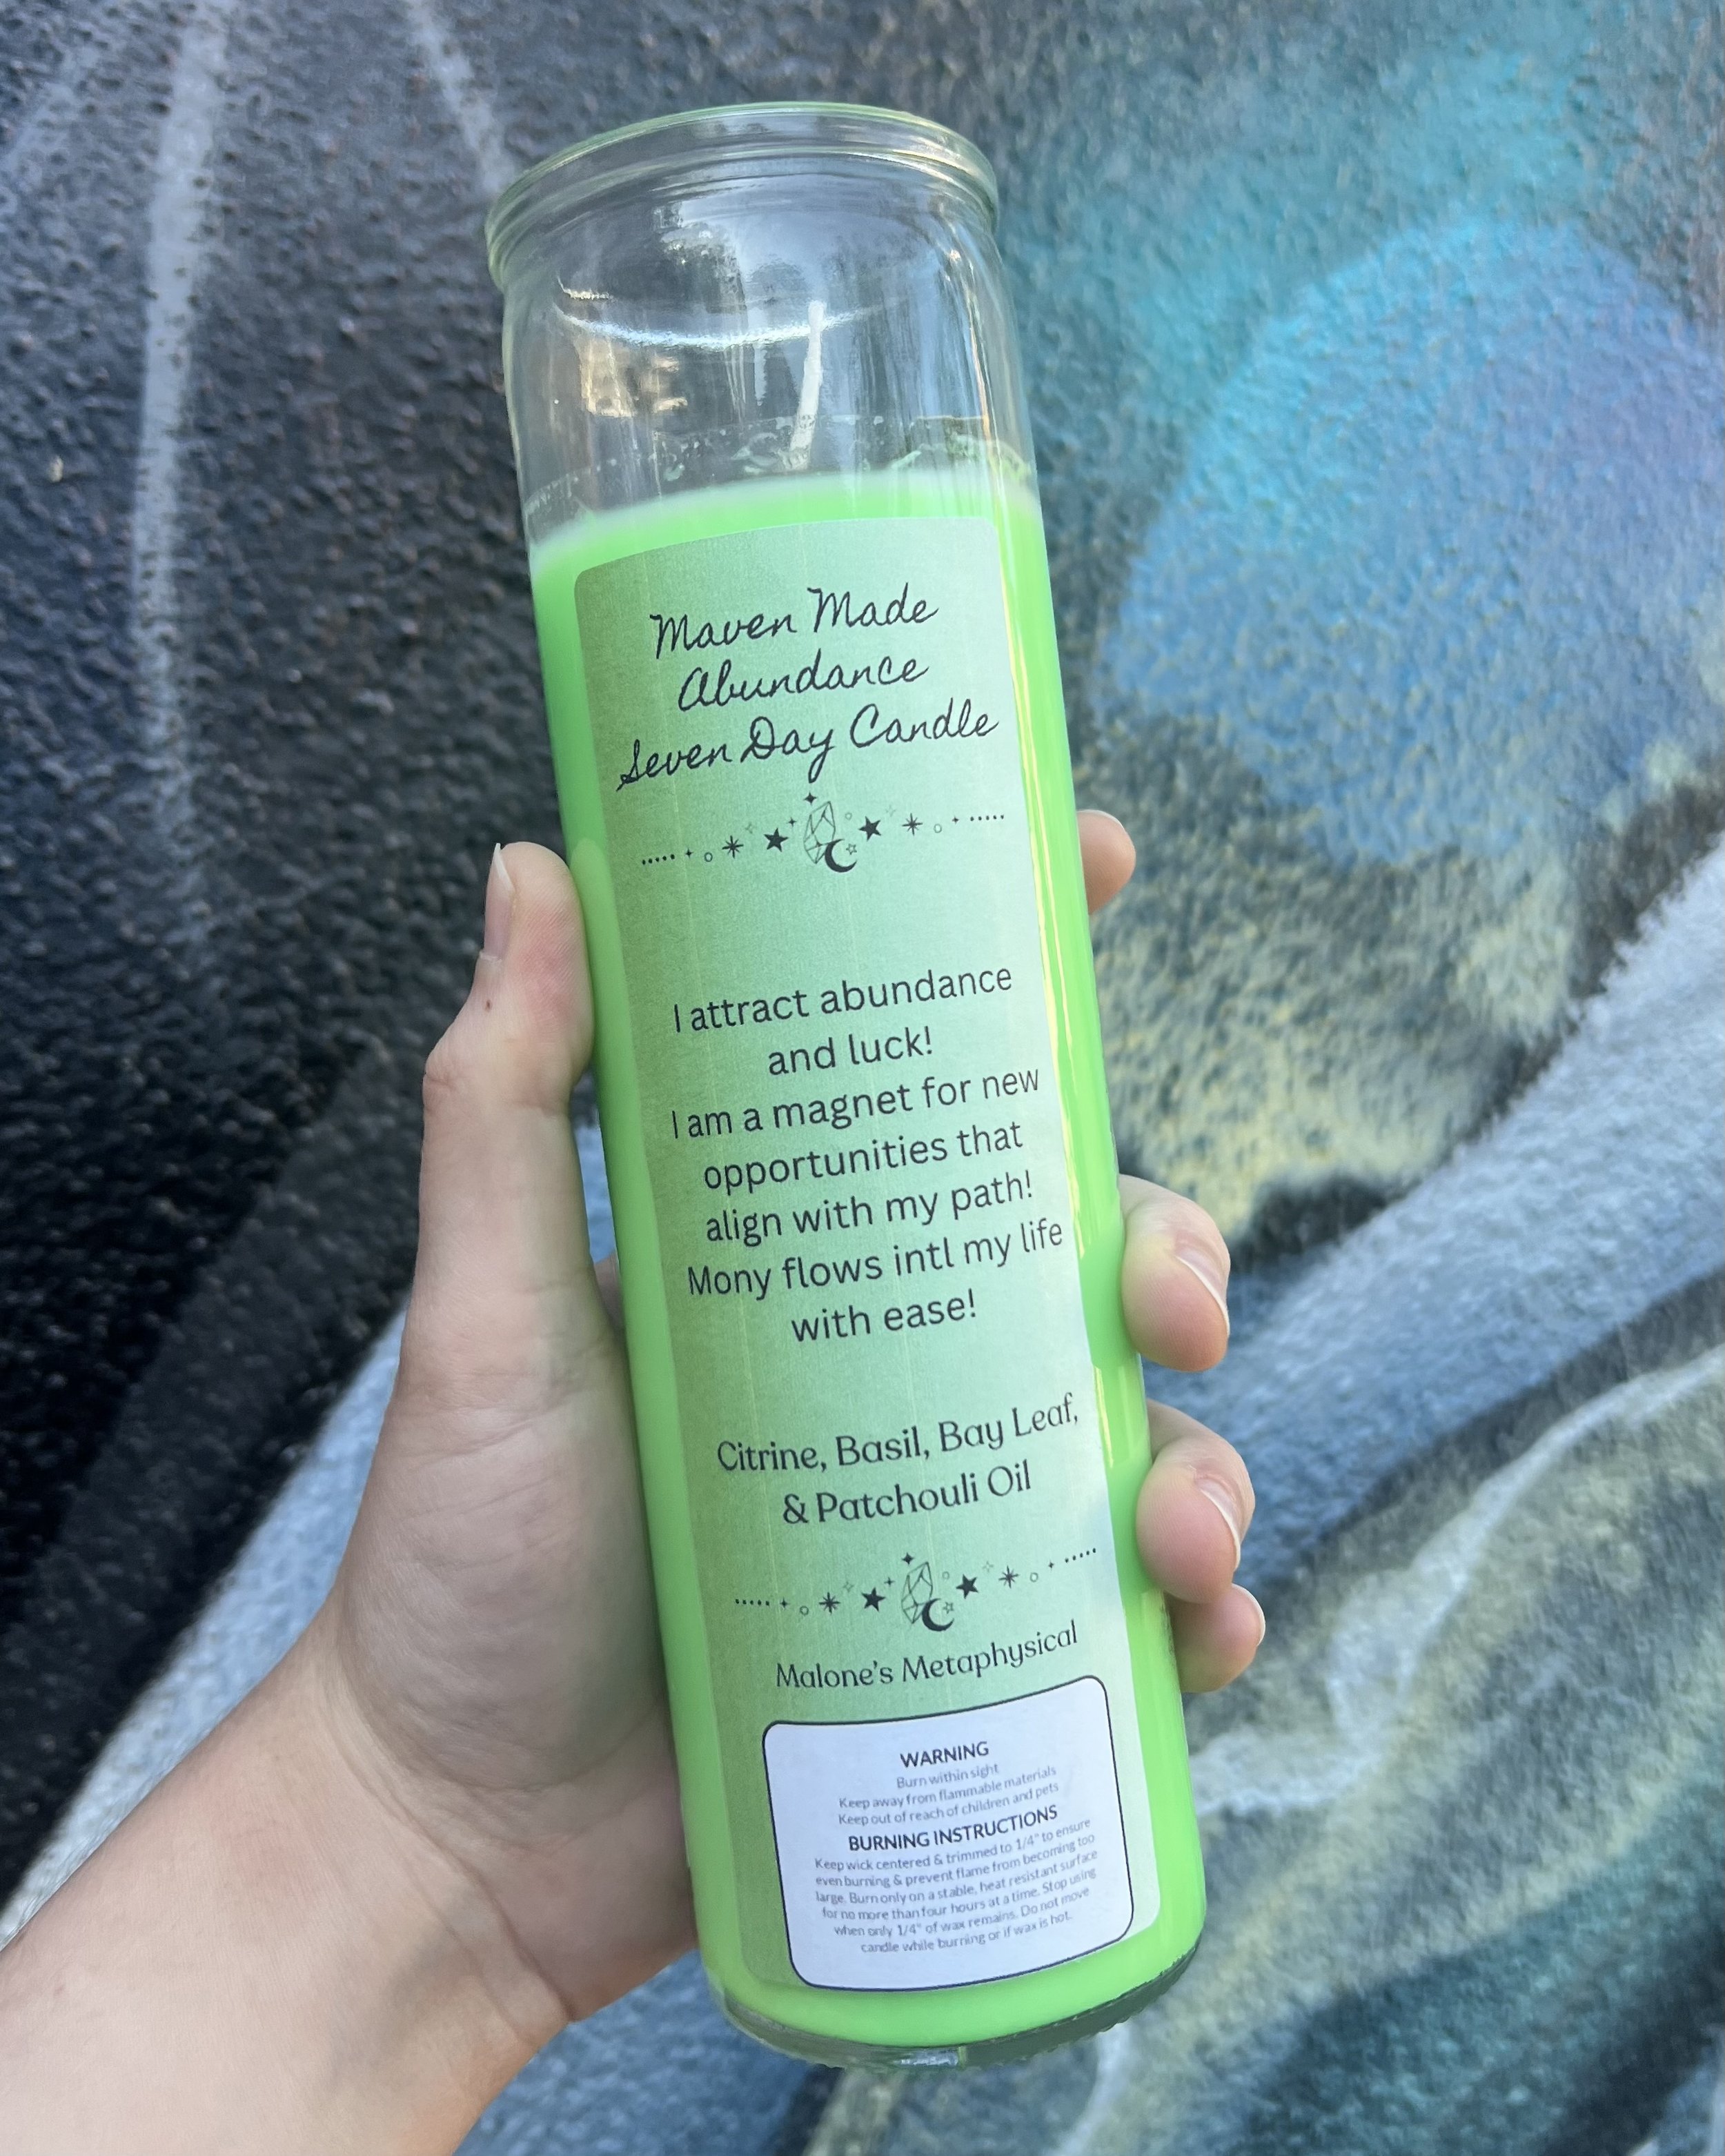 Maven Made
Abundance
Seven Day Candle
I attract abundance
and luck!
I am a magnet for new
opportunities that
align with my path!
Mony flows intl my life
with ease!
Citrine, Basil, Bay Leaf,
& Patchouli Oil
Malone's Metaphysical
WARNING
Burn within sight
Keep away from flammable materials
Keep out of reach of children and pets
BURNING INSTRUCTIONS
Keep wick centered & trimmed to 1/4" to ensure
even burning & prevent flame from becoming too
large. Burn only on a stable, heat resistant surface
for no more than four hours at a time. Stop using
when only 1/4" of wax remains. Do not move
candle while burning or if wax is hot.